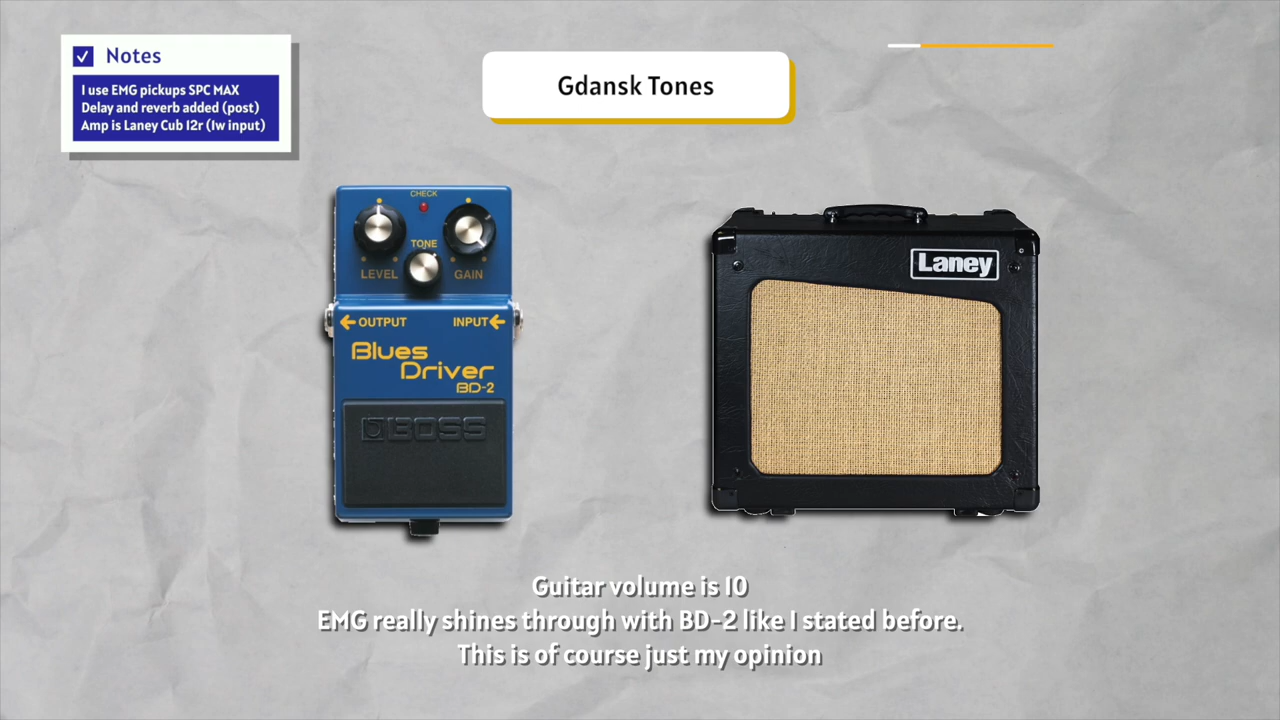 Notes
I use EMG pickups SPC MAX
Delay and reverb added (post)
Amp is Laney Cub 12r (1w input)
Gdansk Tones
CHECK
TONE
LEVEL
GAIN
OUTPUT
INPUT
Blues
Driver
BD-2
BOSS
Laney
Guitar volume is 10
EMG really shines through with BD-2 like I stated before.
This is of course just my opinion